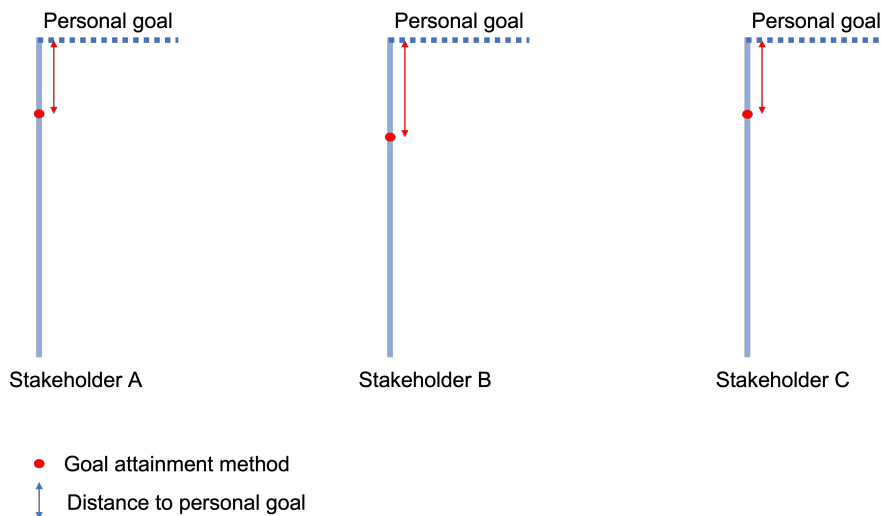 Personal goal
Personal goal
Personal goal
Stakeholder A
Stakeholder B
Stakeholder C
Goal attainment method
Distance to personal goal